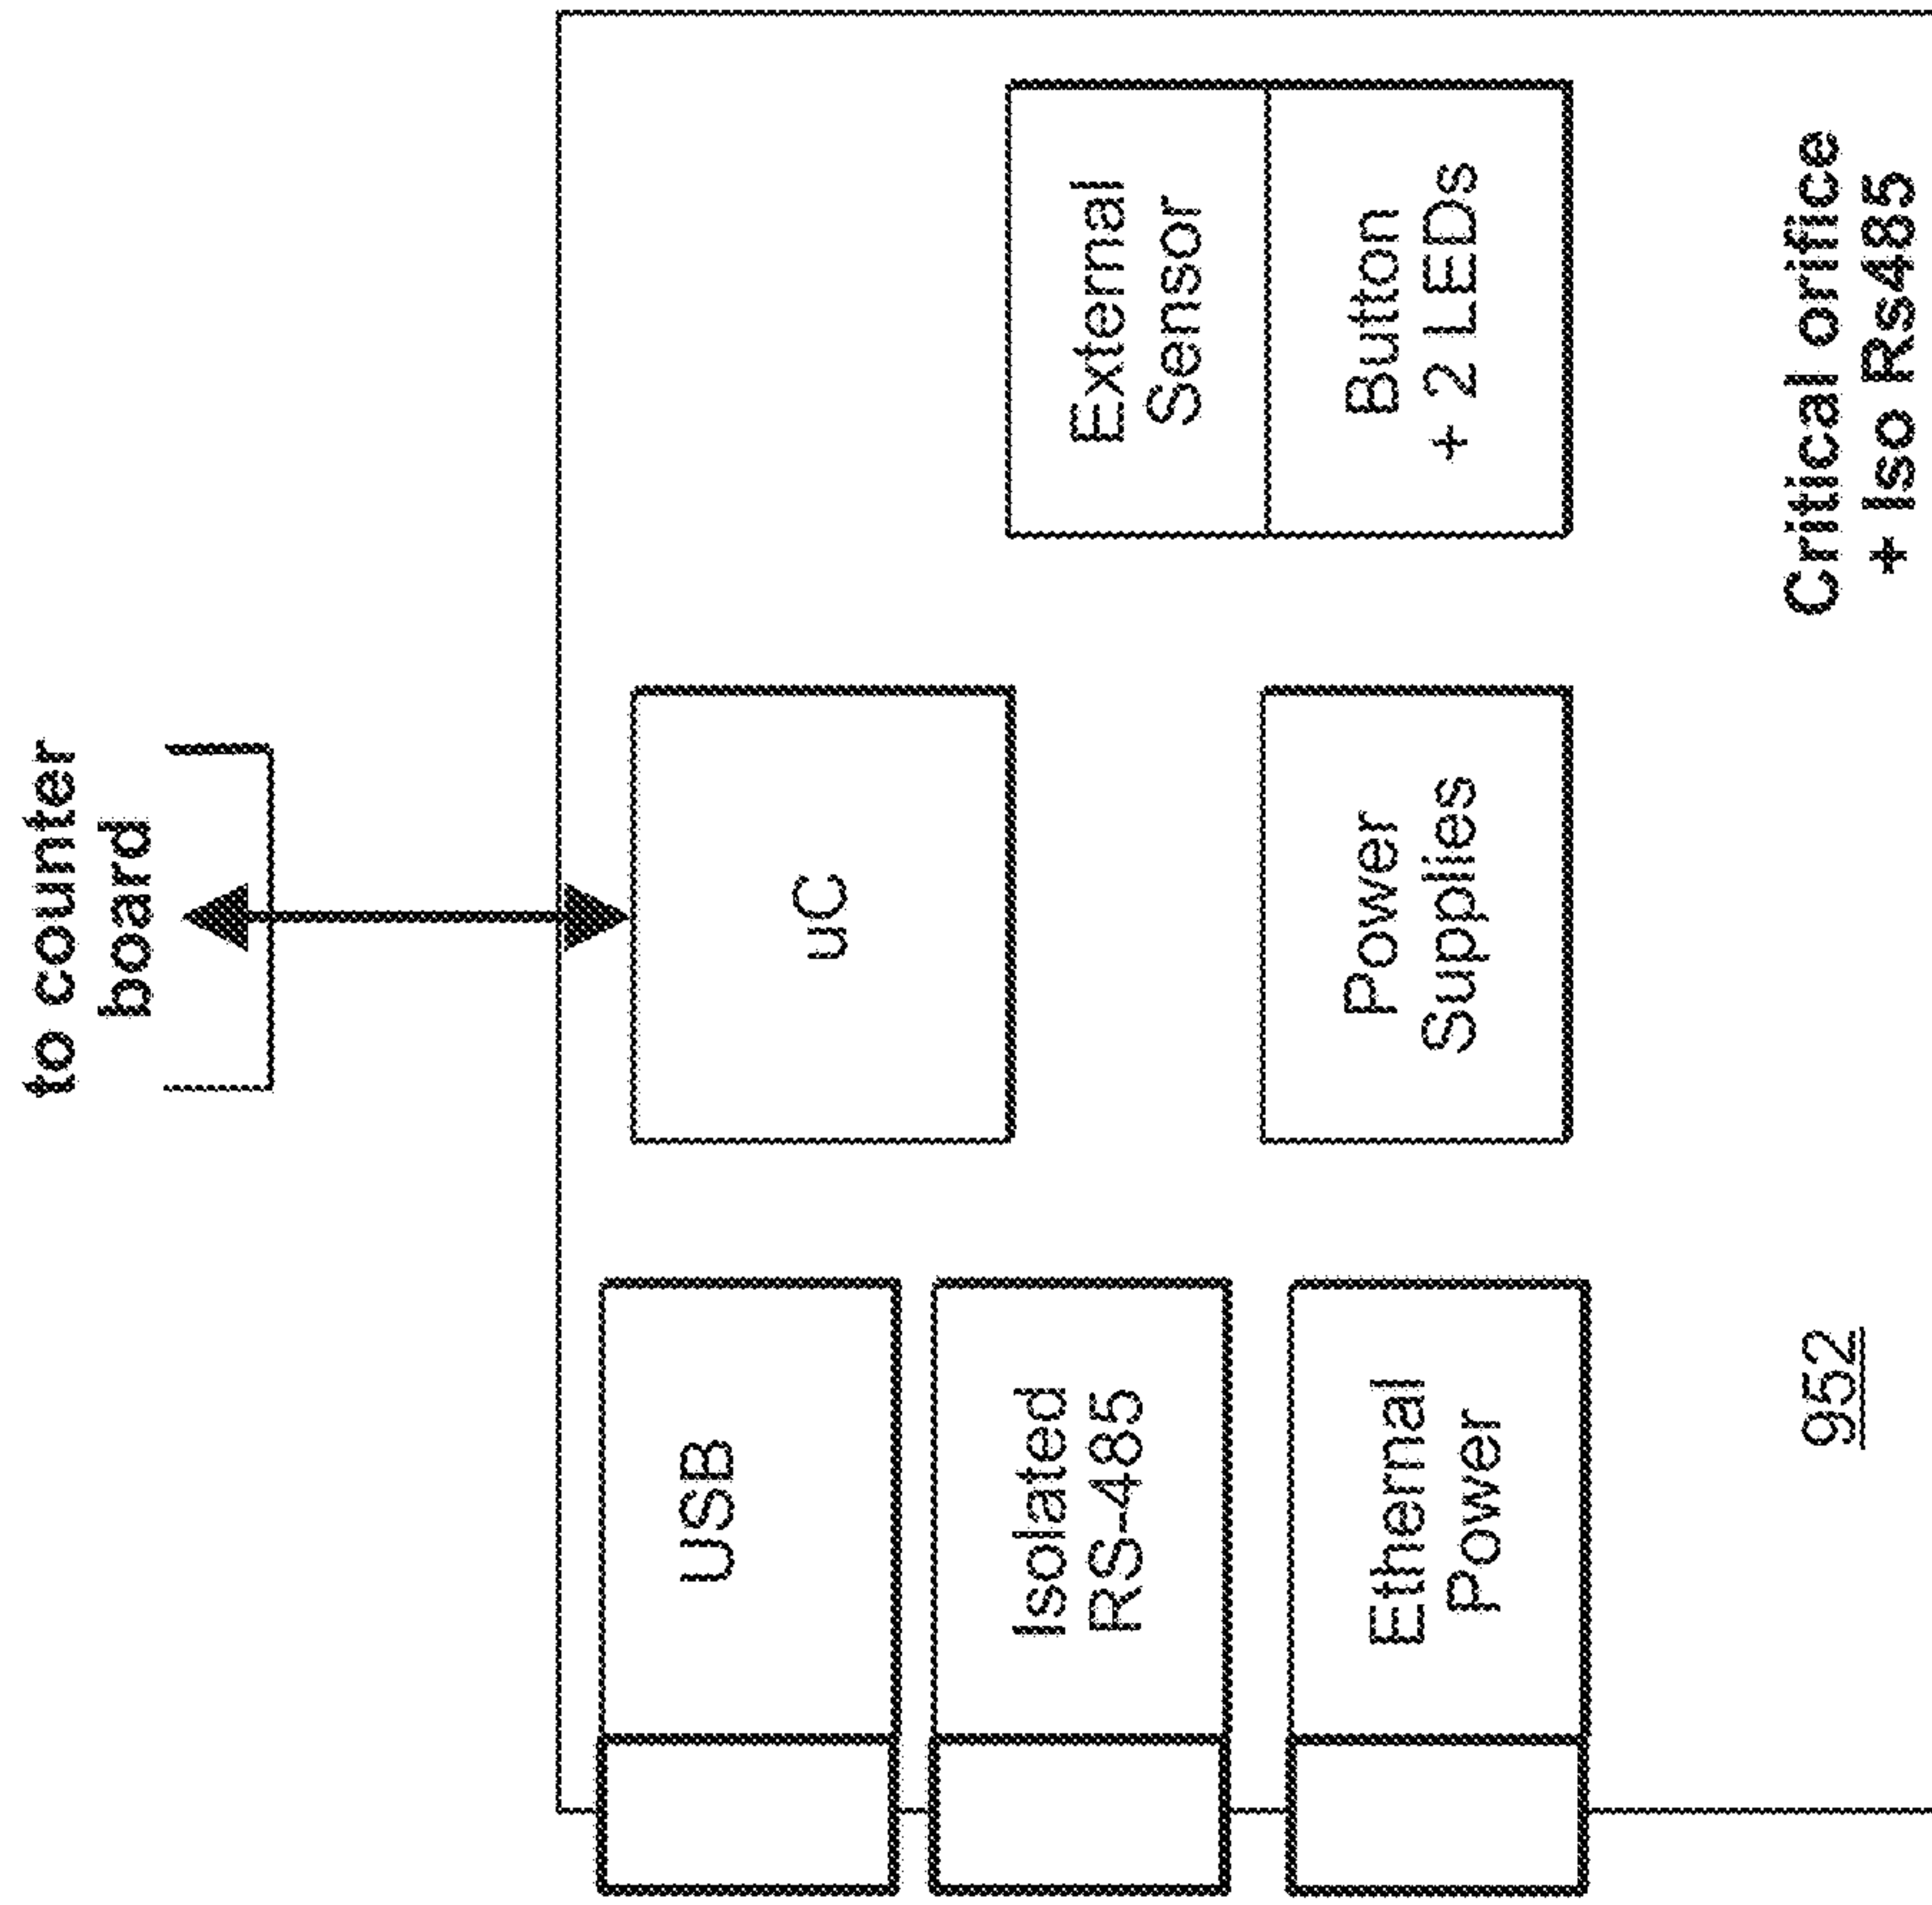 to counter
board
USB
Isolated
RS-485
Ethernal
Power
uC
Power
Supplies
External
Sensor
Button
+ 2 LEDs
952
Critical orifice
+ Iso Rs485